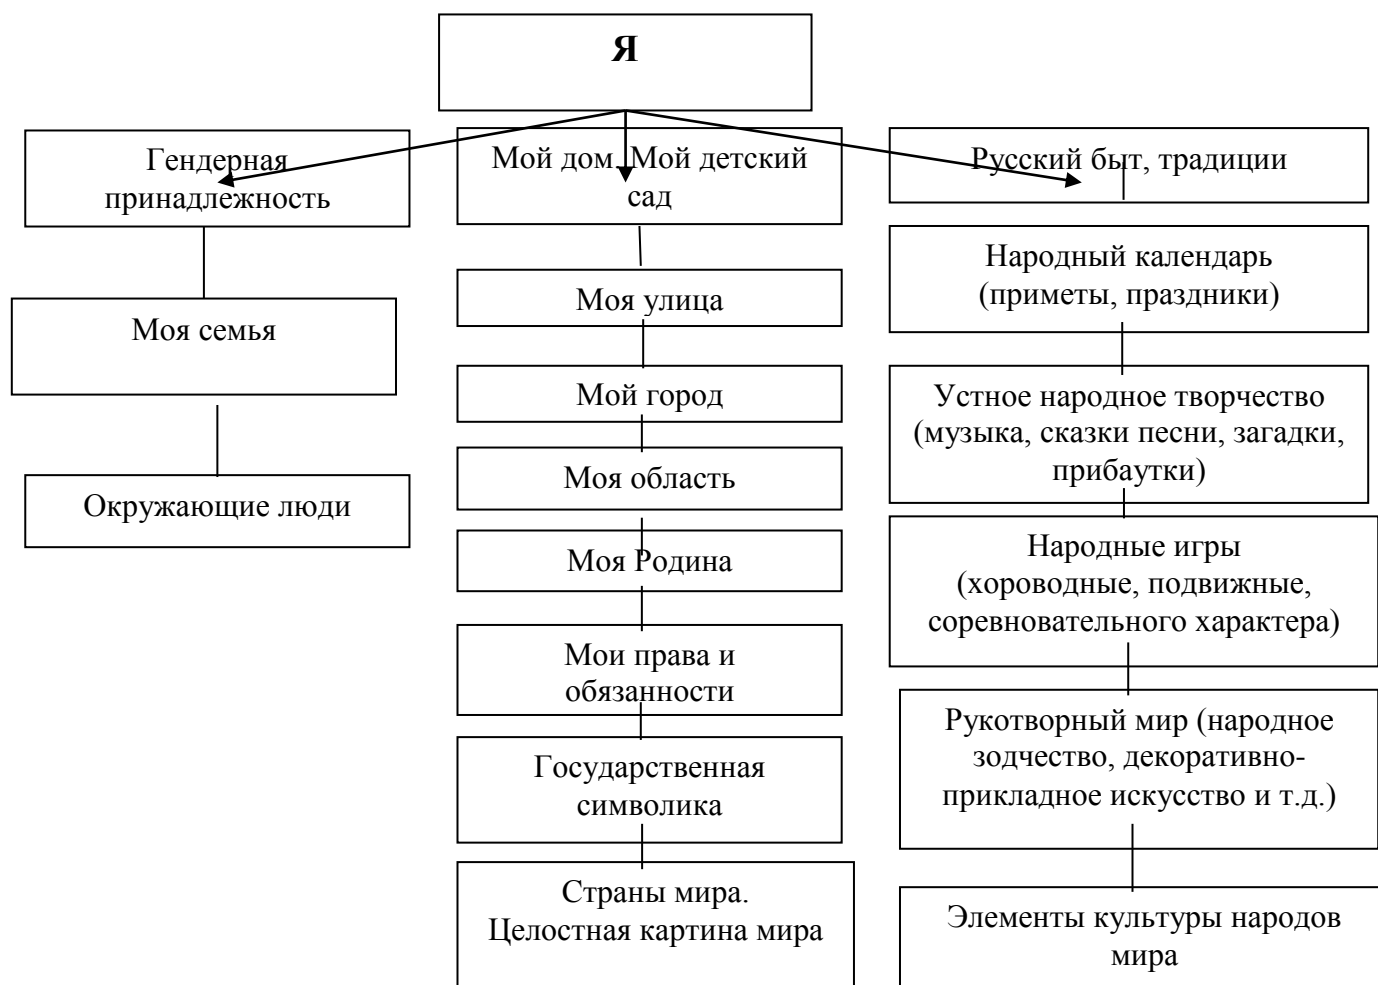 Я
Гендерная
принадлежность
Моя семья
Окружающие люди
Мой дом. Мой детский
сад
Моя улица
Мой город
Моя область
Моя Родина
Мои права и
обязанности
Государственная
символика
Страны мира.
Целостная картина мира
Русский быт, традиции
Народный календарь
(приметы, праздники)
Устное народное творчество
(музыка, сказки песни, загадки,
прибаутки)
Народные игры
(хороводные, подвижные,
соревновательного характера)
Рукотворный мир (народное
зодчество, декоративно-
прикладное искусство и т.д.)
Элементы культуры народов
мира